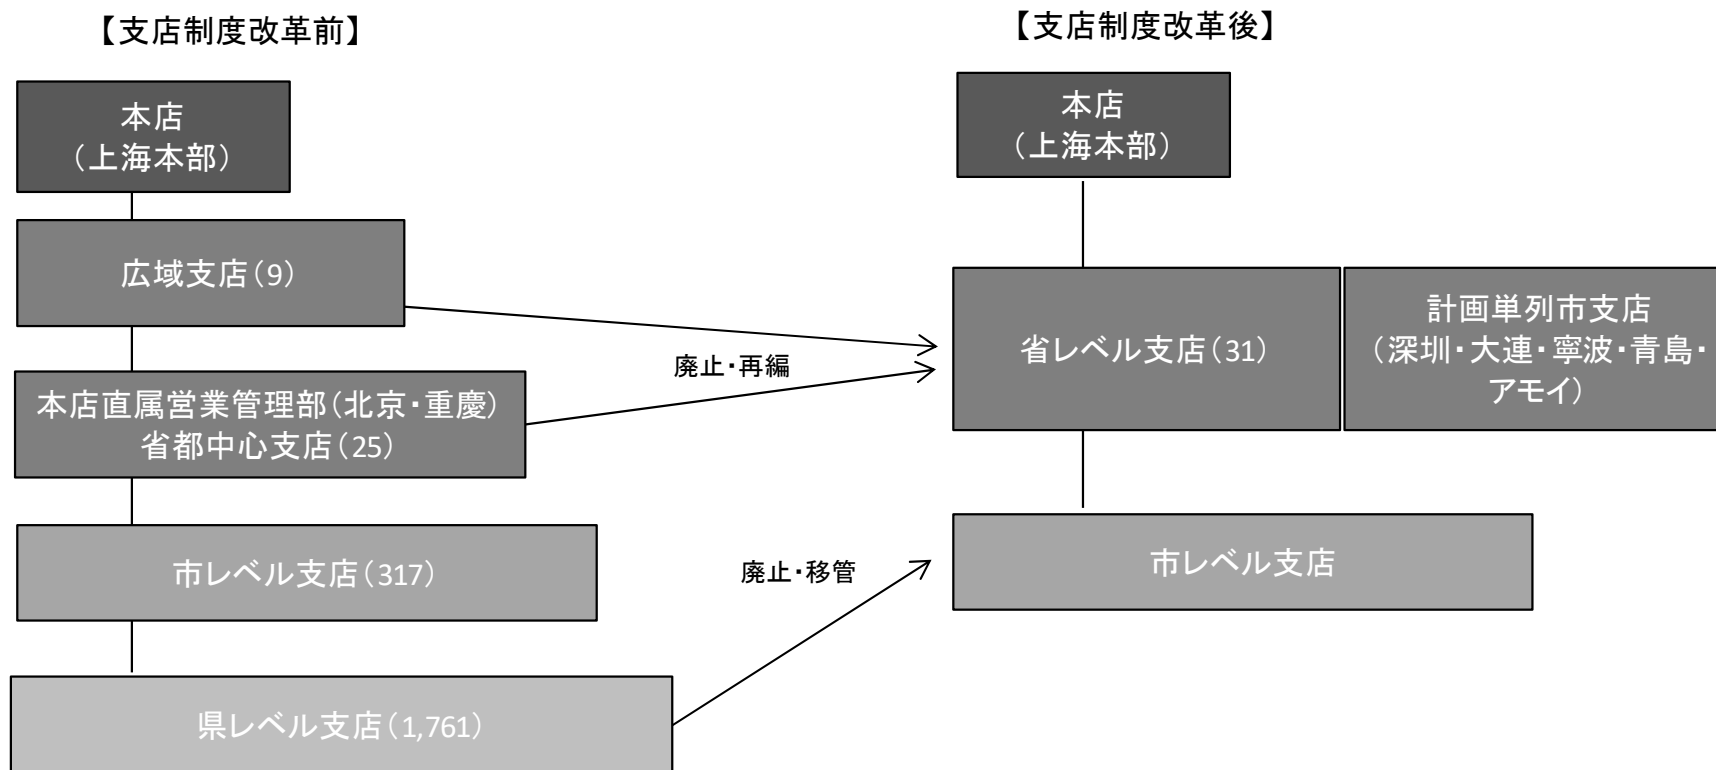 【支店制度改革前】
本店
（上海本部）
広域支店（9）
本店直属営業管理部（北京・重慶）
省都中心支店（25）
市レベル支店（317）
県レベル支店（1,761）
廃止・再編
廃止・移管
【支店制度改革後】
本店
（上海本部）
省レベル支店（31）
計画単列市支店
（深圳・大連・寧波・青島・
アモイ）
市レベル支店